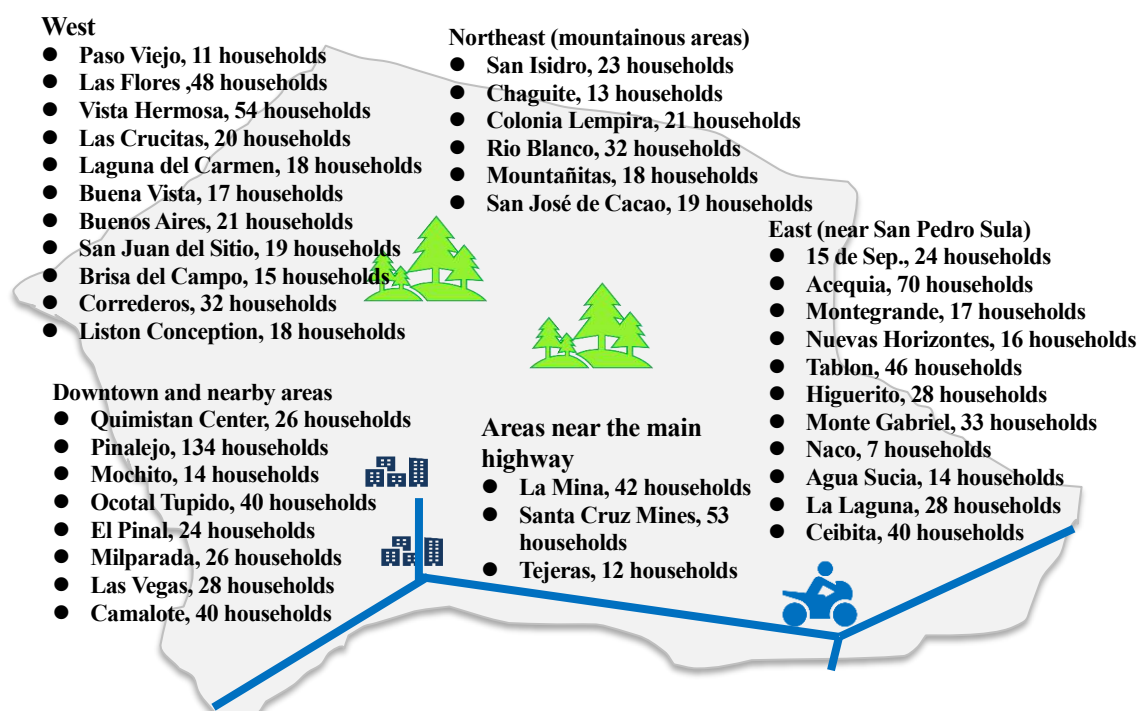 West
● Paso Viejo, 11 households
● Las Flores ,48 households
● Vista Hermosa, 54 households
● Las Crucitas, 20 households
● Laguna del Carmen, 18 households
● Buena Vista, 17 households
● Buenos Aires, 21 households
● San Juan del Sitio, 19 households
● Brisa del Campo, 15 households
● Correderos, 32 households
● Liston Conception, 18 households
Northeast (mountainous areas)
● San Isidro, 23 households
● Chaguite, 13 households
● Colonia Lempira, 21 households
● Rio Blanco, 32 households
● Mountañitas, 18 households
● San José de Cacao, 19 households
East (near San Pedro Sula)
● 15 de Sep., 24 households
● Acequia, 70 households
● Montegrande, 17 households
● Nuevas Horizontes, 16 households
● Tablon, 46 households
● Higuerito, 28 households
● Monte Gabriel, 33 households
● Naco, 7 households
● Agua Sucia, 14 households
● La Laguna, 28 households
● Ceibita, 40 households
Downtown and nearby areas
● Quimistan Center, 26 households
● Pinalejo, 134 households
● Mochito, 14 households
● Ocotal Tupido, 40 households
● El Pinal, 24 households
● Milparada, 26 households
● Las Vegas, 28 households
● Camalote, 40 households
Areas near the main
highway
● La Mina, 42 households
● Santa Cruz Mines, 53
households
● Tejeras, 12 households